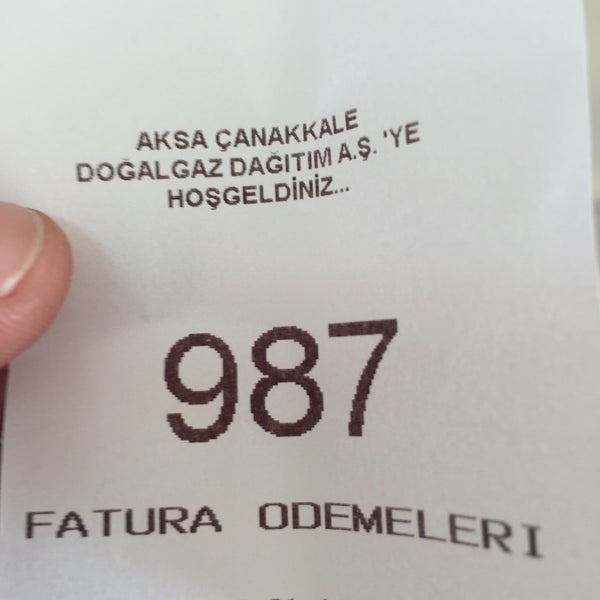 AKSA ÇANAKKALE
DOĞALGAZ DAĞITIM A.Ş. 'YE
HOŞGELDİNİZ...
987
FATURA ODEMELERI